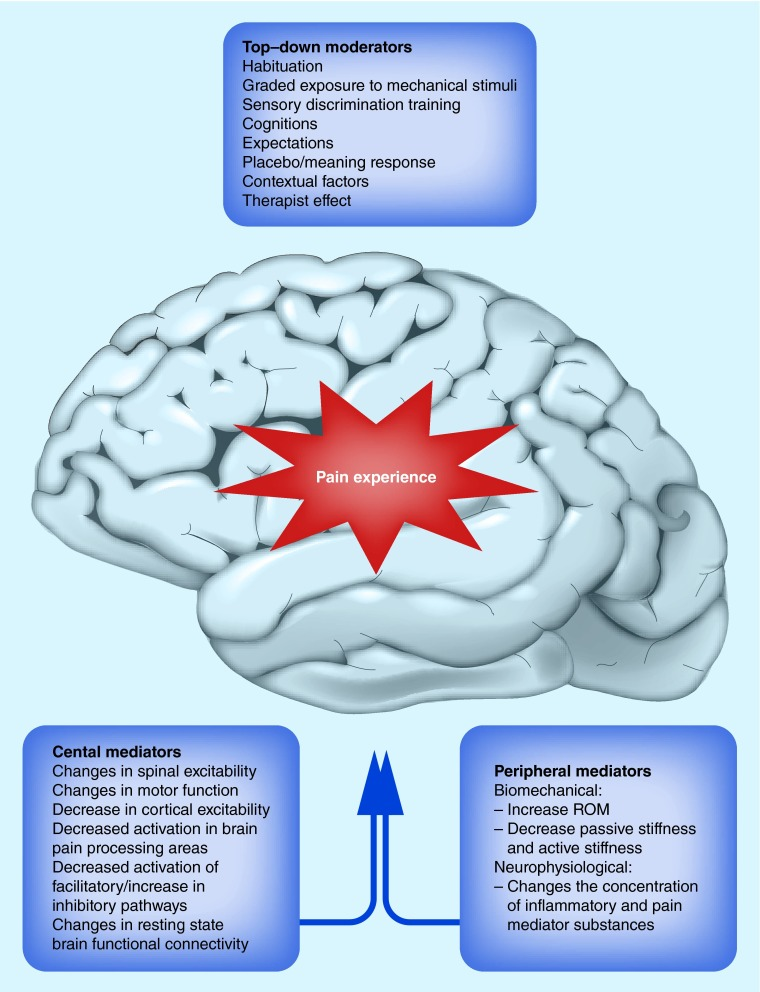 Top–down moderators
Habituation
Graded exposure to mechanical stimuli
Sensory discrimination training
Cognitions
Expectations
Placebo/meaning response
Contextual factors
Therapist effect
Pain experience
Cental mediators
Changes in spinal excitability
Changes in motor function
Decrease in cortical excitability
Decreased activation in brain
pain processing areas
Decreased activation of
facilitatory/increase in
inhibitory pathways
Changes in resting state
brain functional connectivity
Peripheral mediators
Biomechanical:
– Increase ROM
– Decrease passive stiffness
and active stiffness
Neurophysiological:
– Changes the concentration
of inflammatory and pain
mediator substances